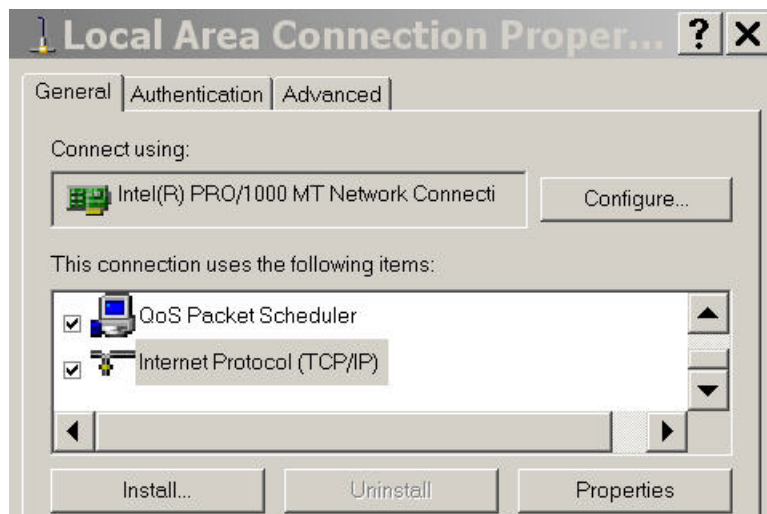 Local Area Connection Proper... ? X
General Authentication Advanced
Connect using:
Intel(R) PRO/1000 MT Network Connecti Configure...
This connection uses the following items:
QoS Packet Scheduler
Internet Protocol (TCP/IP)
Install... Uninstall Properties